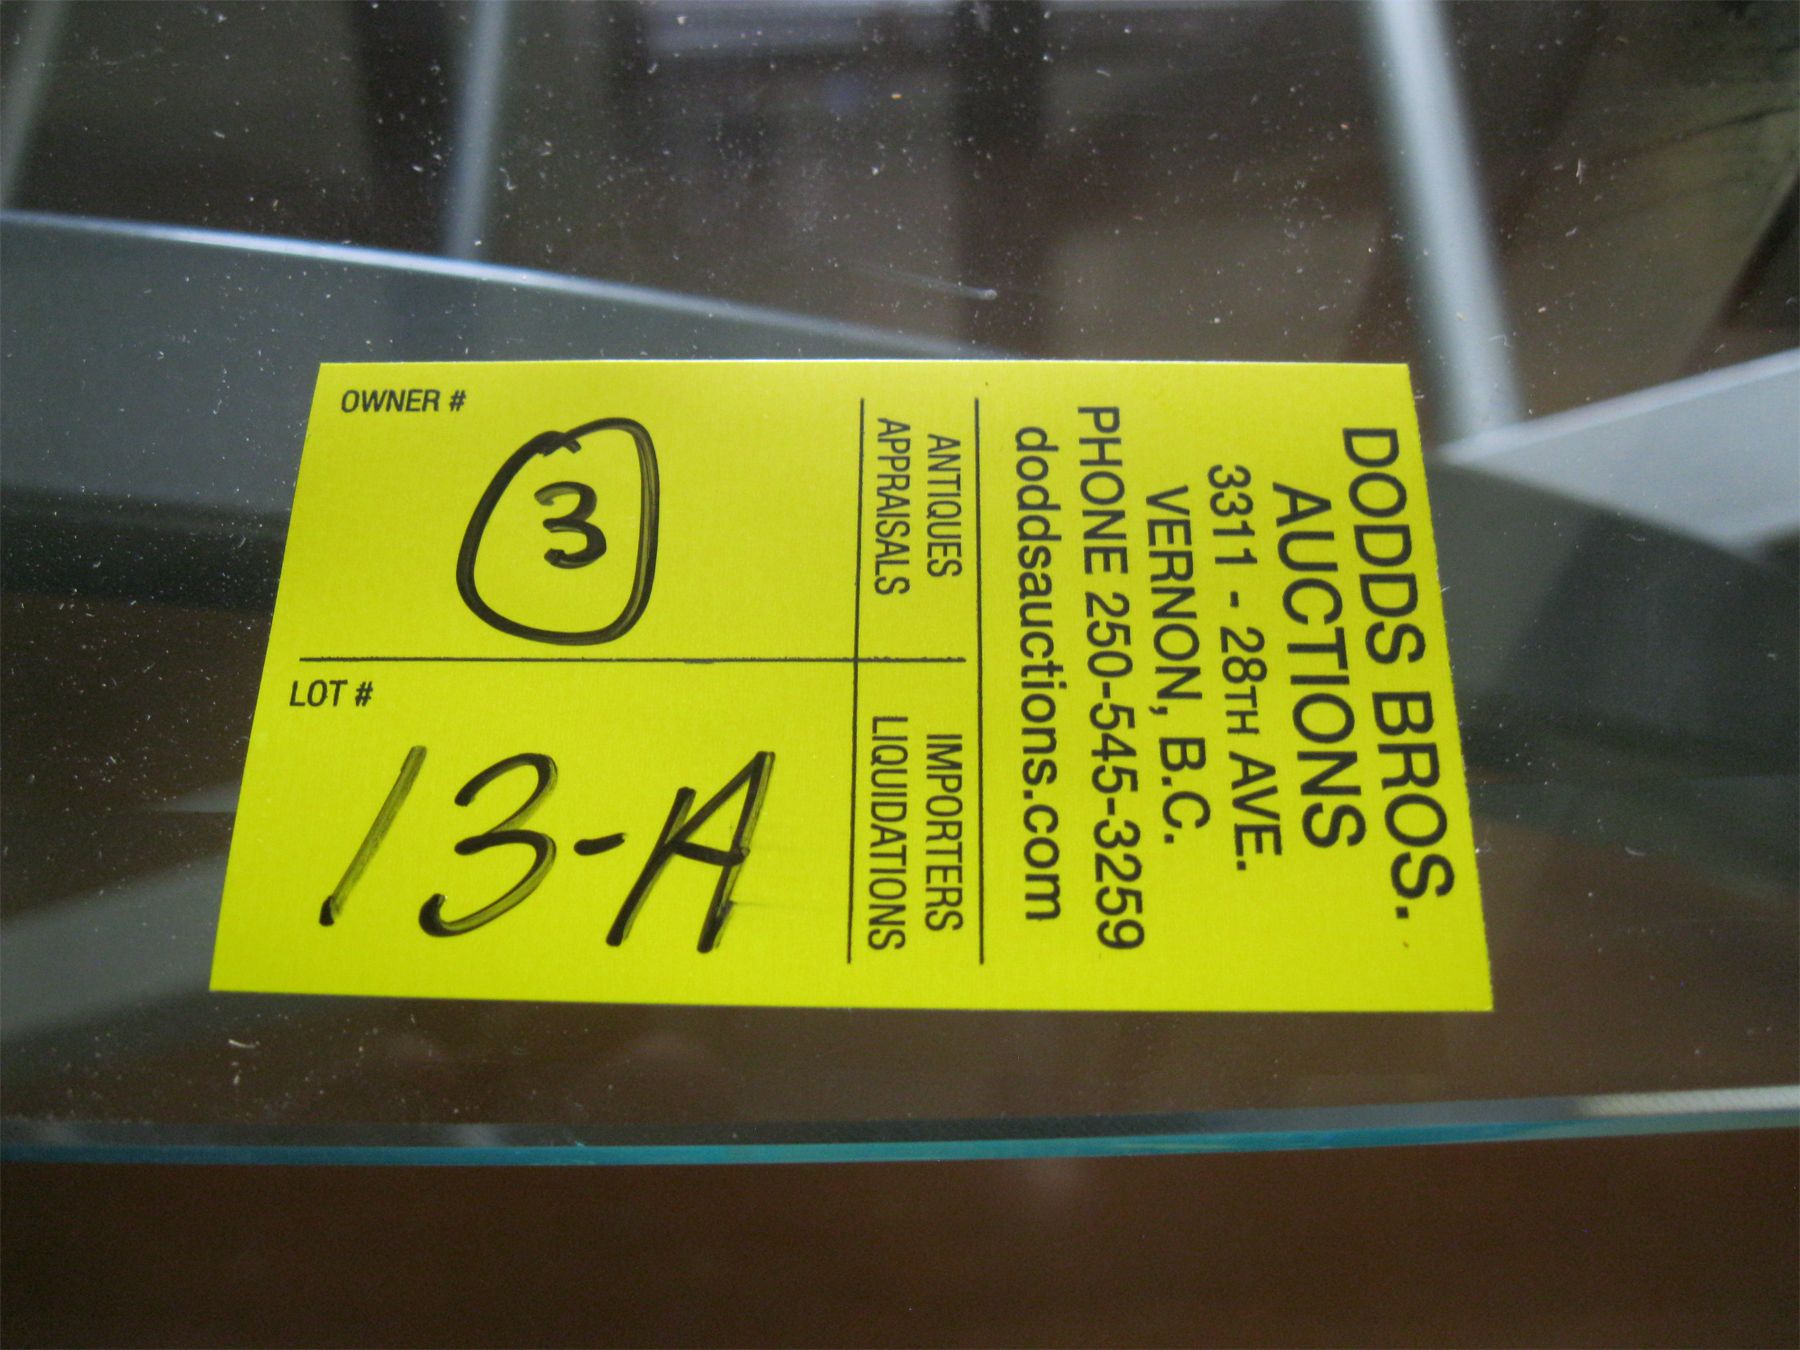 DODDS BROS.
AUCTIONS
3311 - 28TH AVE.
VERNON, B.C.
PHONE 250-545-3259
doddsauctions.com
ANTIQUES
APPRAISALS
IMPORTERS
LIQUIDATIONS
OWNER #
3
LOT #
13-A